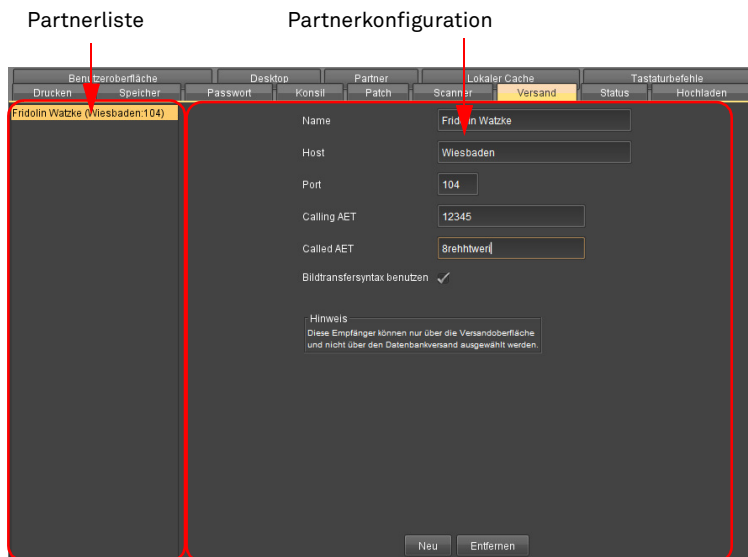 Partnerliste Partnerkonfiguration
Benutzeroberfläche Desktop Partner Lokaler Cache Tastaturbefehle
Drucken Speicher Passwort Konsil Patch Scanner Versand Status Hochladen
Fridolin Watzke (Wiesbaden:104)
Name Fridolin Watzke
Host Wiesbaden
Port 104
Calling AET 12345
Called AET 8rehhtweri
Bildtransfersyntax benutzen
Hinweis
Diese Empfänger können nur über die Versandoberfläche
und nicht über den Datenbankversand ausgewählt werden.
Neu Entfernen